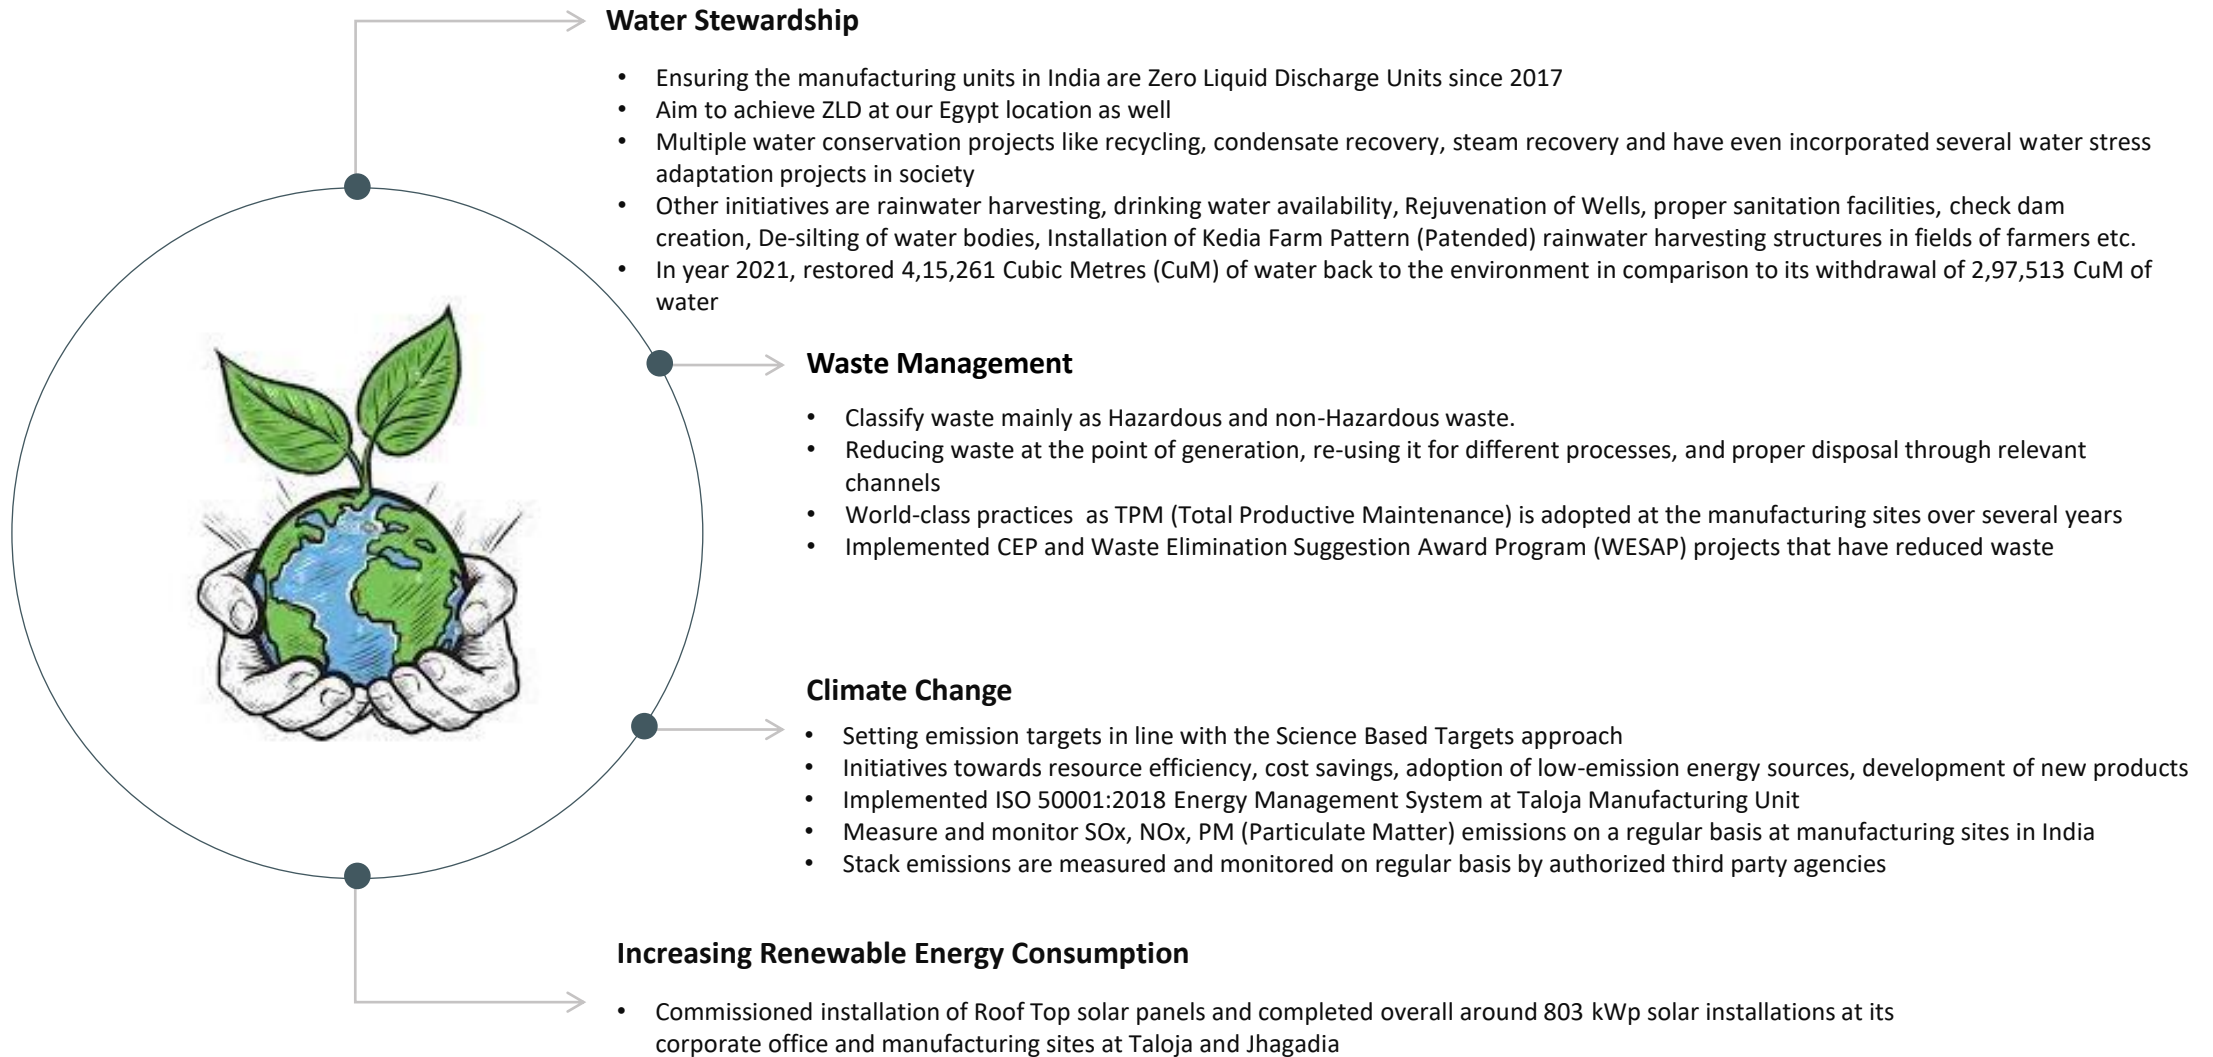 Water Stewardship
• Ensuring the manufacturing units in India are Zero Liquid Discharge Units since 2017
• Aim to achieve ZLD at our Egypt location as well
• Multiple water conservation projects like recycling, condensate recovery, steam recovery and have even incorporated several water stress
adaptation projects in society
• Other initiatives are rainwater harvesting, drinking water availability, Rejuvenation of Wells, proper sanitation facilities, check dam
creation, De-silting of water bodies, Installation of Kedia Farm Pattern (Patended) rainwater harvesting structures in fields of farmers etc.
• In year 2021, restored 4,15,261 Cubic Metres (CuM) of water back to the environment in comparison to its withdrawal of 2,97,513 CuM of
water
Waste Management
• Classify waste mainly as Hazardous and non-Hazardous waste.
• Reducing waste at the point of generation, re-using it for different processes, and proper disposal through relevant
channels
• World-class practices as TPM (Total Productive Maintenance) is adopted at the manufacturing sites over several years
• Implemented CEP and Waste Elimination Suggestion Award Program (WESAP) projects that have reduced waste
Climate Change
• Setting emission targets in line with the Science Based Targets approach
• Initiatives towards resource efficiency, cost savings, adoption of low-emission energy sources, development of new products
• Implemented ISO 50001:2018 Energy Management System at Taloja Manufacturing Unit
• Measure and monitor SOx, NOx, PM (Particulate Matter) emissions on a regular basis at manufacturing sites in India
• Stack emissions are measured and monitored on regular basis by authorized third party agencies
Increasing Renewable Energy Consumption
• Commissioned installation of Roof Top solar panels and completed overall around 803 kWp solar installations at its
corporate office and manufacturing sites at Taloja and Jhagadia